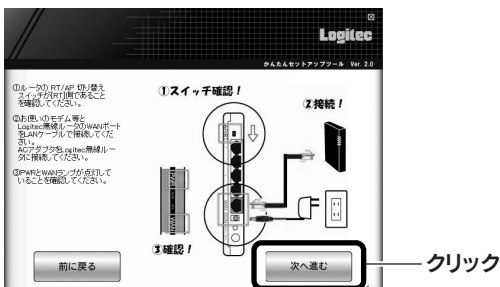 Logitec
かんたんセットアップツール Ver. 2.0
①ルータの RT/AP 切り替え
スイッチが[RT]側であること
を確認してください。
②お使いのモデム等と
Logitec無線ルータのWANポート
をLANケーブルで接続してくだ
さい。
ACアダプタをLogitec無線ルー
タに接続してください。
③PWRとWANランプが点灯して
いることを確認してください。
①スイッチ確認!
②接続!
③確認!
前に戻る
次へ進む
クリック